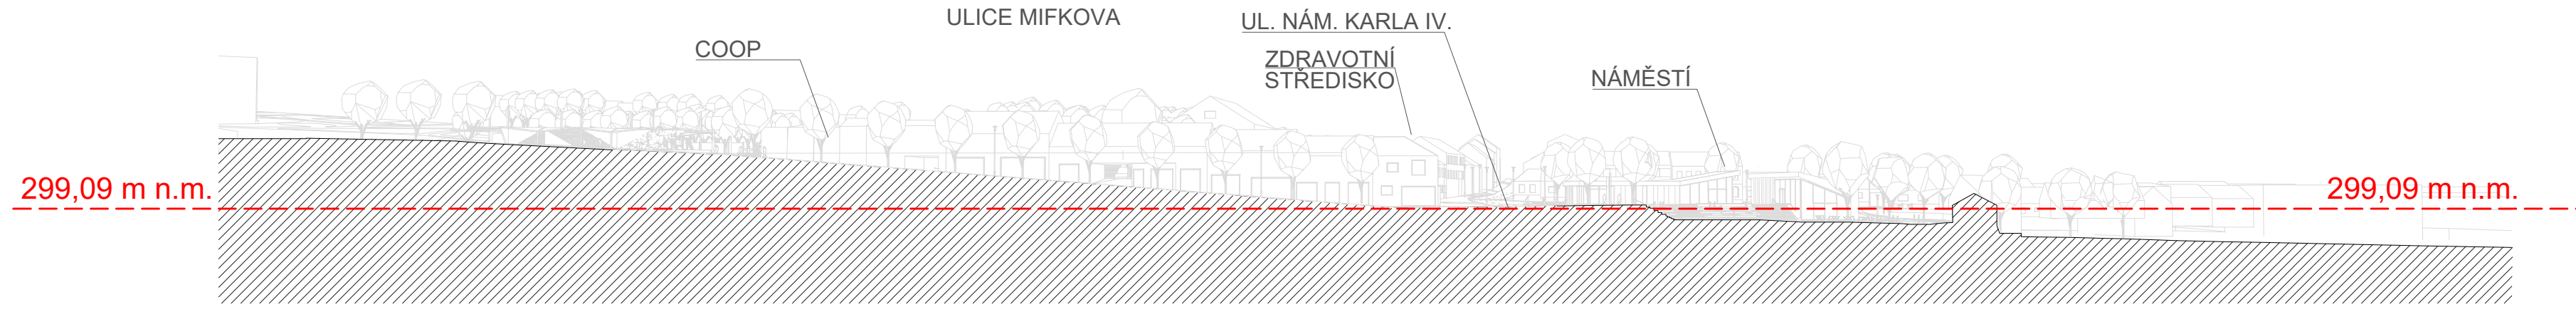 ULICE MIFKOVA
UL. NÁM. KARLA IV.
COOP
ZDRAVOTNÍ
STŘEDISKO
NÁMĚSTÍ
299,09 m n.m.
299,09 m n.m.